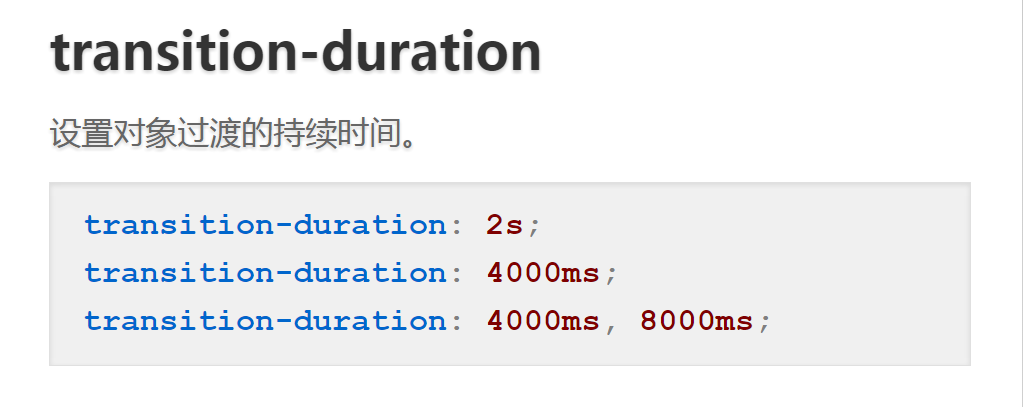 transition-duration
设置对象过渡的持续时间。
transition-duration: 2s;
transition-duration: 4000ms;
transition-duration: 4000ms, 8000ms;